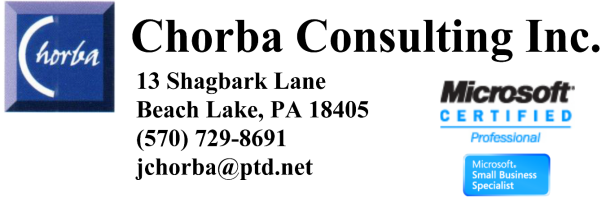 Chorba
Chorba Consulting Inc.
13 Shagbark Lane
Beach Lake, PA 18405
(570) 729-8691
jchorba@ptd.net
Microsoft
CERTIFIED
Professional
Microsoft
Small Business
Specialist